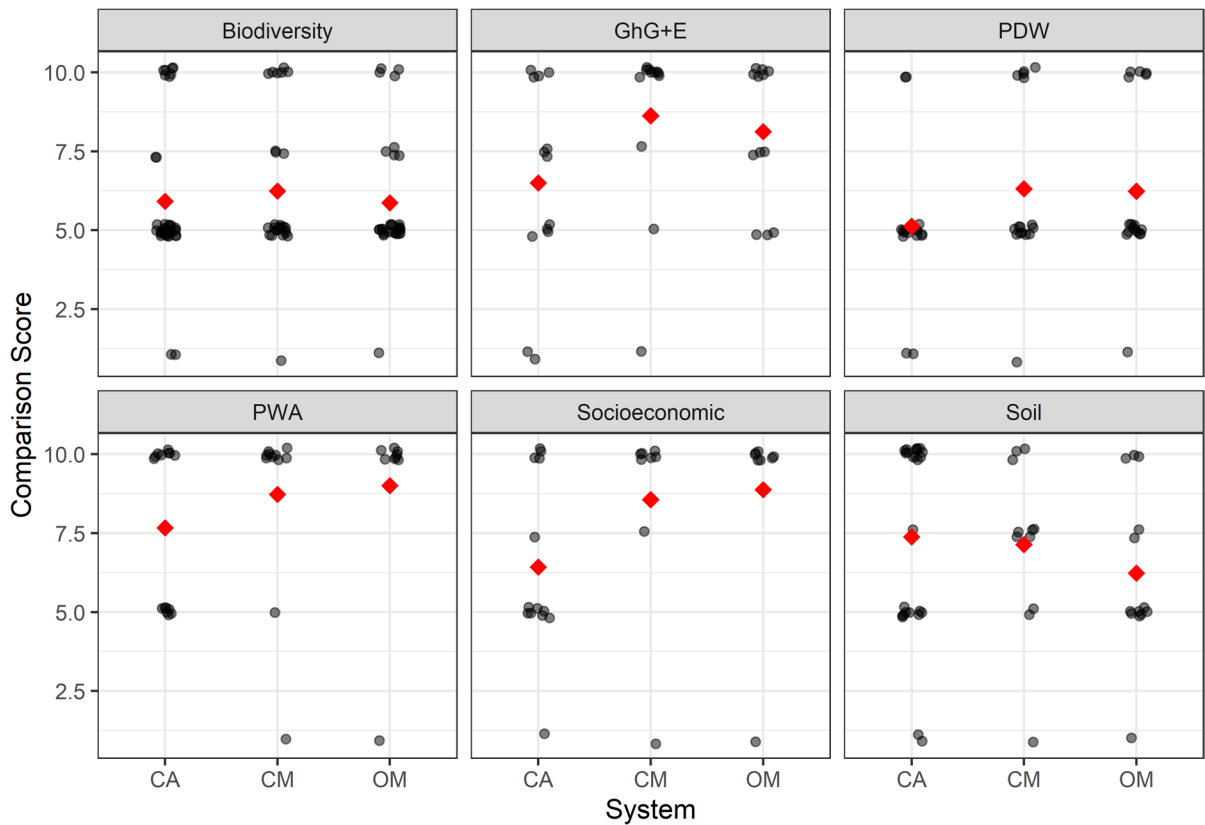 Biodiversity GhG+E PDW
10.0
7.5
5.0
2.5
PWA Socioeconomic Soil
10.0
7.5
5.0
2.5
Comparison Score
CA CM OM CA CM OM CA CM OM
System